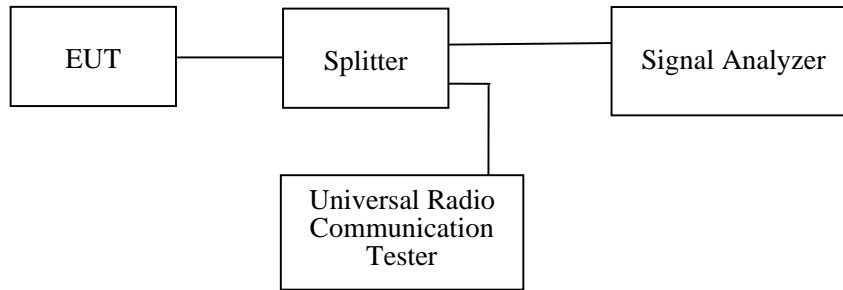 EUT
Splitter
Signal Analyzer
Universal Radio
Communication
Tester